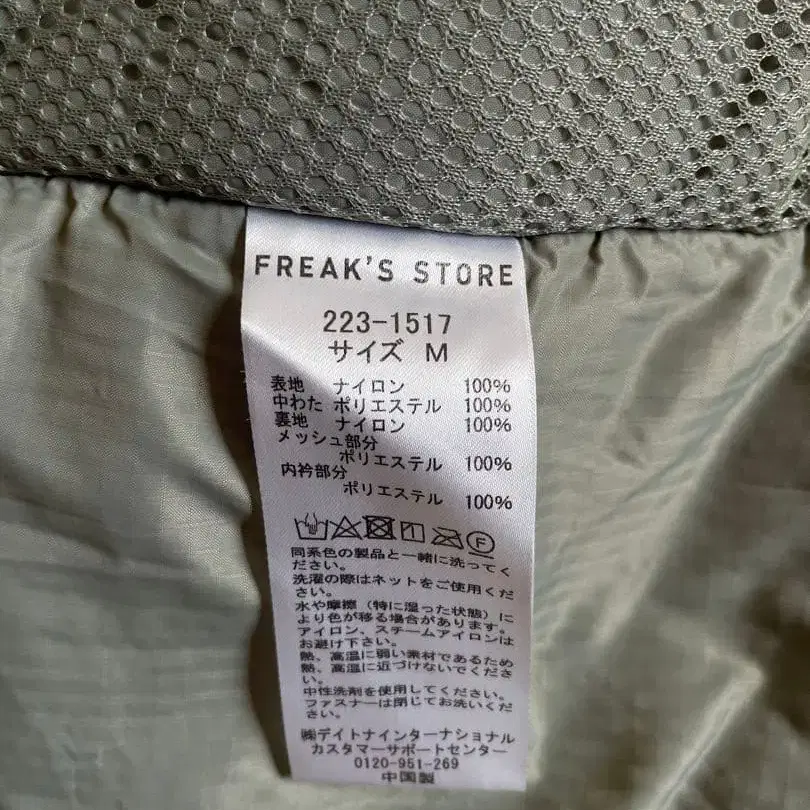 FREAK'S STORE
223-1517
サイズ M
表地 ナイロン 100%
中わた ポリエステル 100%
裏地 ナイロン 100%
メッシュ部分
ポリエステル 100%
内衿部分
ポリエステル 100%
F
同系色の製品と一緒に洗ってく
ださい。
洗濯の際はネットをご使用くだ
さい。
水や摩擦（特に湿った状態）に
より色が移る場合があります。
アイロン、スチームアイロンは
お避け下さい。
熱、高温に弱い素材であるため
熱、高温に近づけないでくださ
い。
中性洗剤を使用してください。
ファスナーは閉じてお洗いくだ
さい。
㈱デイトナインターナショナル
カスタマーサポートセンター
0120-951-269
中国製